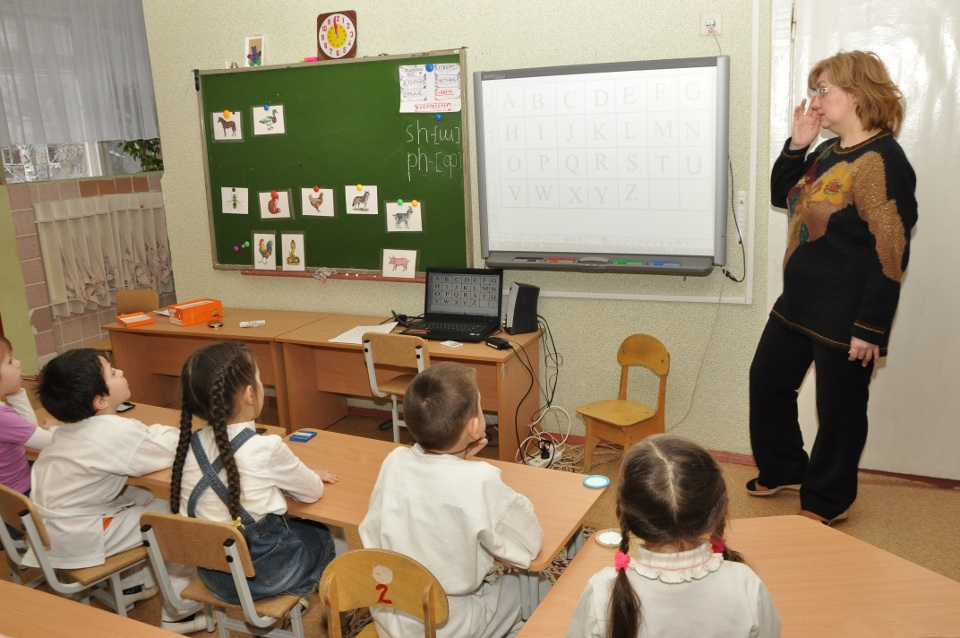 sh-[ш]
ph-[ф]
A B C D E F G
H I J K L M N
O P Q R S T U
V W X Y Z
A B C D E F G
H I J K L M N
O P Q R S T U
V W X Y Z
2